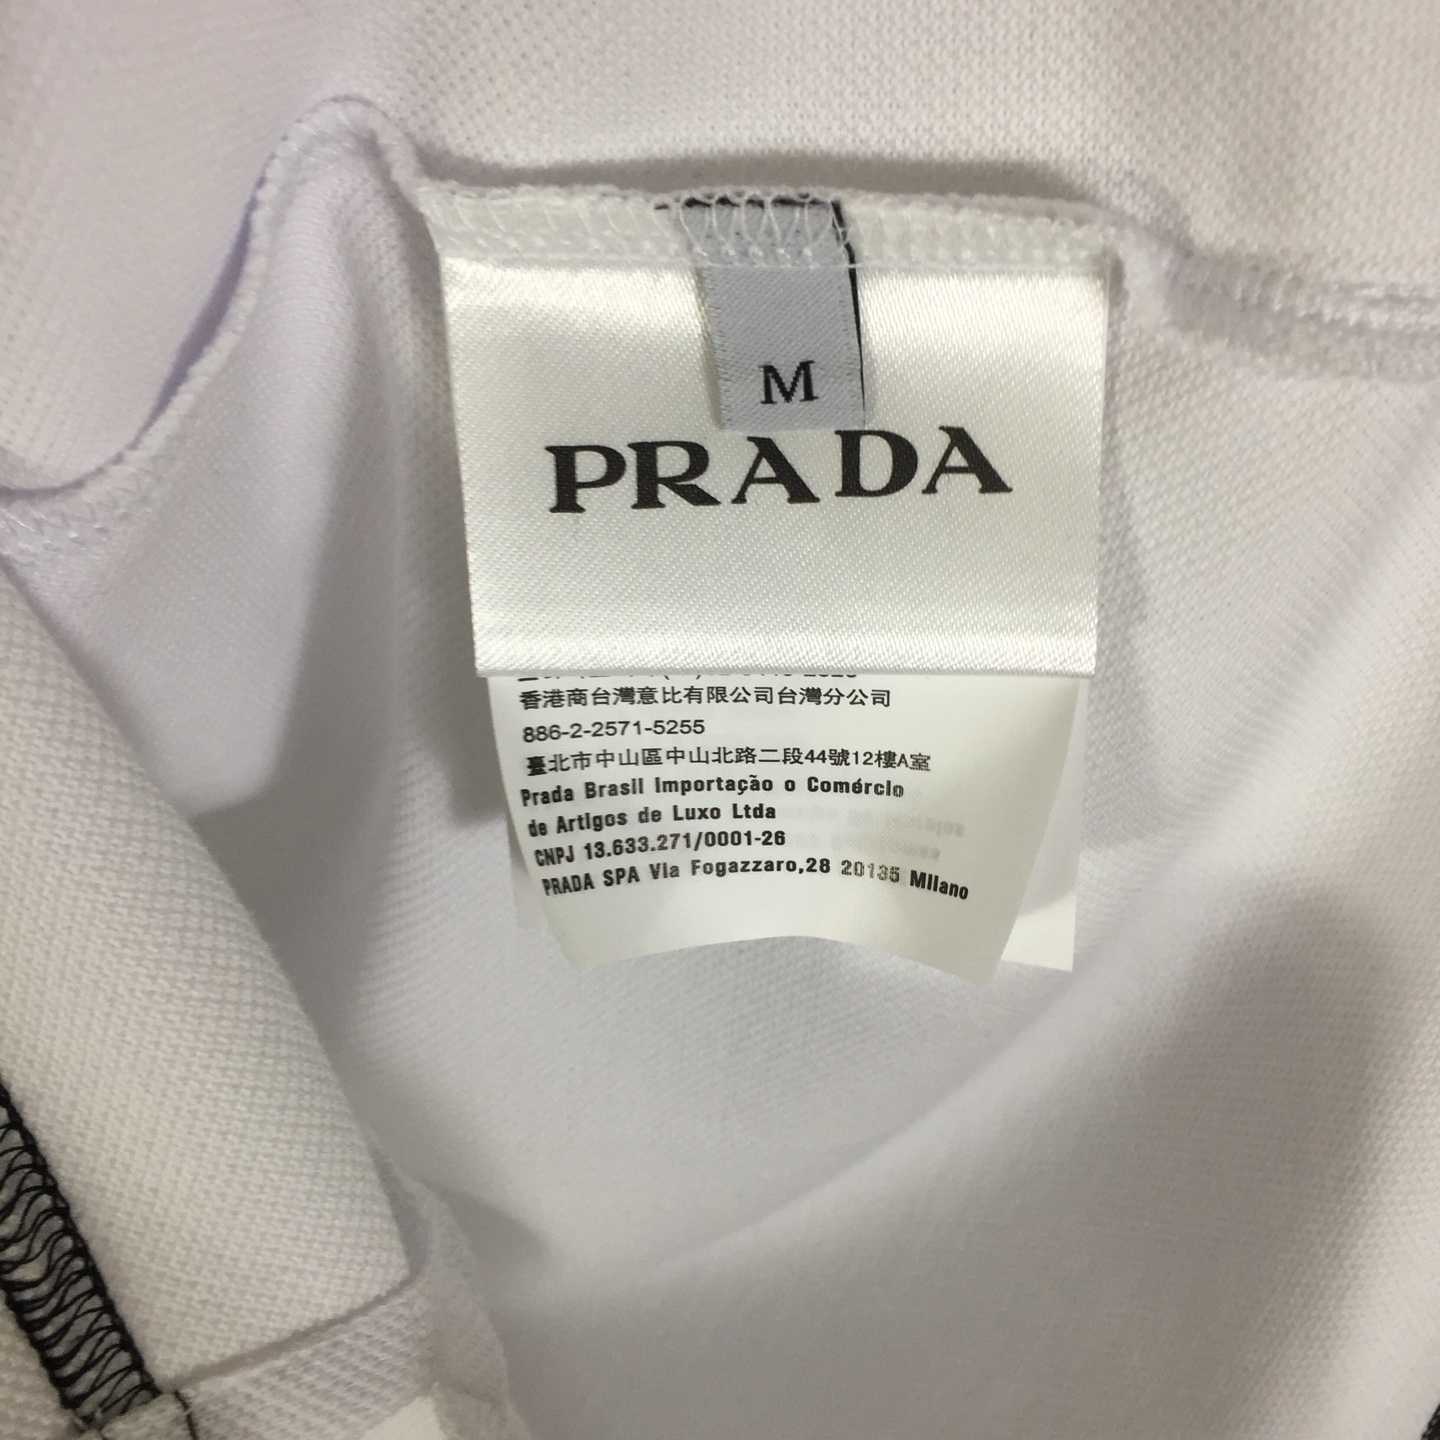 M
PRADA
香港商台灣意比有限公司台灣分公司
886-2-2571-5255
臺北市中山區中山北路二段44號12樓A室
Prada Brasil Importação o Comércio
de Artigos de Luxo Ltda
CNPJ 13.633.271/0001-26
PRADA SPA Via Fogazzaro,28 20135 Milano